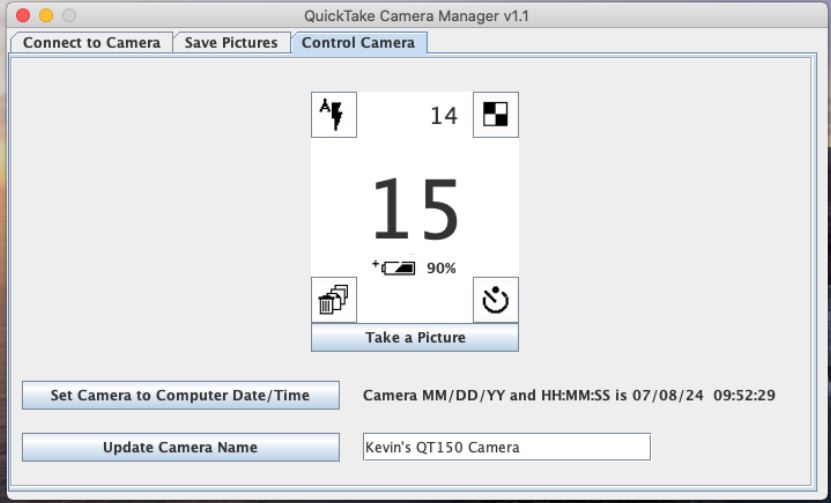 QuickTake Camera Manager v1.1
Connect to Camera
Save Pictures
Control Camera
A
14
15
+ 90%
Take a Picture
Set Camera to Computer Date/Time
Camera MM/DD/YY and HH:MM:SS is 07/08/24 09:52:29
Update Camera Name
Kevin's QT150 Camera